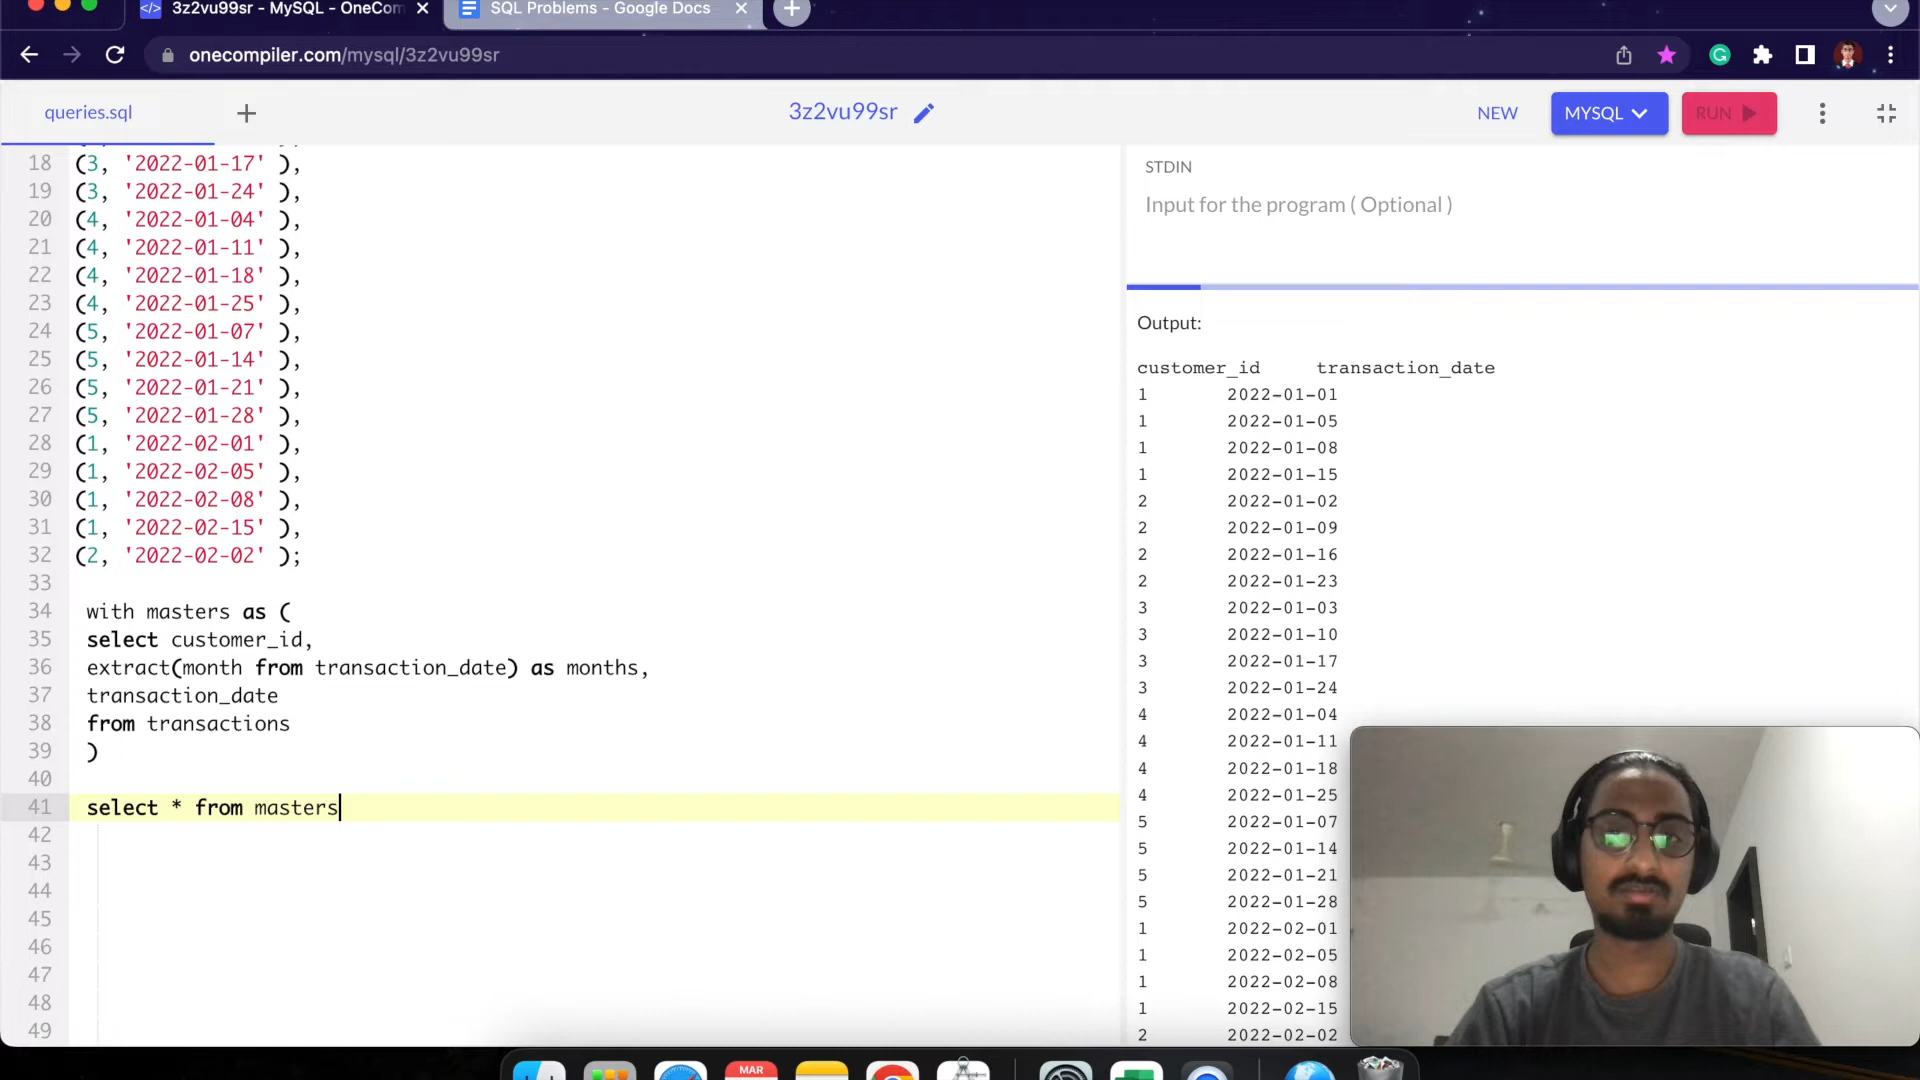 3z2vu99sr - MySQL - OneCom
SQL Problems - Google Docs
onecompiler.com/mysql/3z2vu99sr
queries.sql
3z2vu99sr
NEW
MYSQL
RUN
18 (3, '2022-01-17' ),
19 (3, '2022-01-24' ),
20 (4, '2022-01-04' ),
21 (4, '2022-01-11' ),
22 (4, '2022-01-18' ),
23 (4, '2022-01-25' ),
24 (5, '2022-01-07' ),
25 (5, '2022-01-14' ),
26 (5, '2022-01-21' ),
27 (5, '2022-01-28' ),
28 (1, '2022-02-01' ),
29 (1, '2022-02-05' ),
30 (1, '2022-02-08' ),
31 (1, '2022-02-15' ),
32 (2, '2022-02-02' );
33
34 with masters as (
35 select customer_id,
36 extract(month from transaction_date) as months,
37 transaction_date
38 from transactions
39 )
40
41 select * from masters
42
43
44
45
46
47
48
49
STDIN
Input for the program ( Optional )
Output:
customer_id transaction_date
1 2022-01-01
1 2022-01-05
1 2022-01-08
1 2022-01-15
2 2022-01-02
2 2022-01-09
2 2022-01-16
2 2022-01-23
3 2022-01-03
3 2022-01-10
3 2022-01-17
3 2022-01-24
4 2022-01-04
4 2022-01-11
4 2022-01-18
4 2022-01-25
5 2022-01-07
5 2022-01-14
5 2022-01-21
5 2022-01-28
1 2022-02-01
1 2022-02-05
1 2022-02-08
1 2022-02-15
2 2022-02-02
MAR